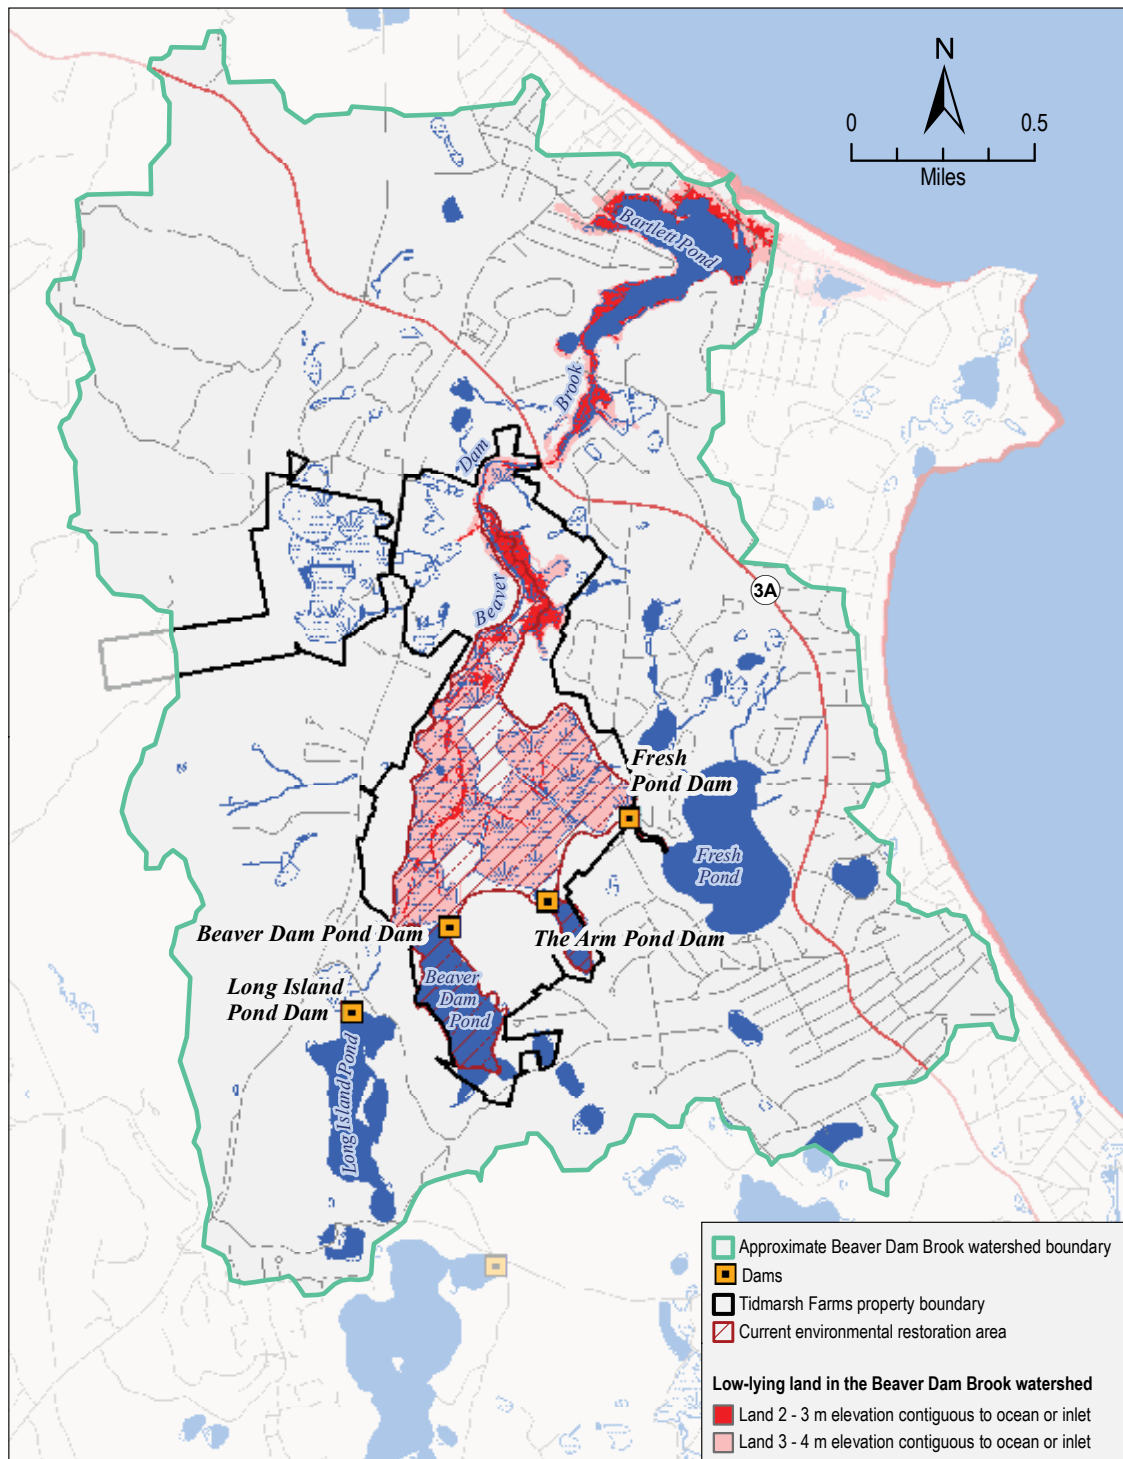 N
0 0.5
Miles
Bartlett Pond
Brook
Dam
Beaver
3A
Fresh
Pond Dam
Fresh
Pond
Beaver Dam Pond Dam
The Arm Pond Dam
Beaver
Dam
Pond
Long Island
Pond Dam
Long Island Pond
Approximate Beaver Dam Brook watershed boundary
Dams
Tidmarsh Farms property boundary
Current environmental restoration area
Low-lying land in the Beaver Dam Brook watershed
Land 2 - 3 m elevation contiguous to ocean or inlet
Land 3 - 4 m elevation contiguous to ocean or inlet